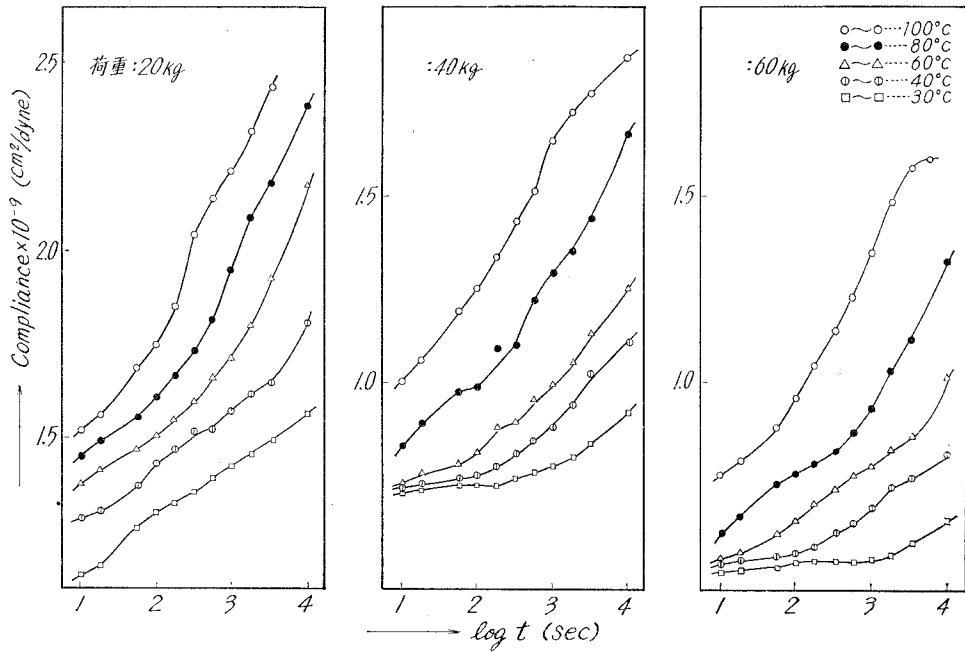 荷重:20kg
:40kg
:60kg
○~○·····100°C
●~●·····80°C
△~△·····60°C
⦶~⦶·····40°C
□~□·····30°C
2.5
2.0
1.5
1.5
1.0
1.5
1.0
→ Compliance×10⁻⁹ (cm²/dyne)
1 2 3 4
1 2 3 4
1 2 3 4
→ log t (sec)